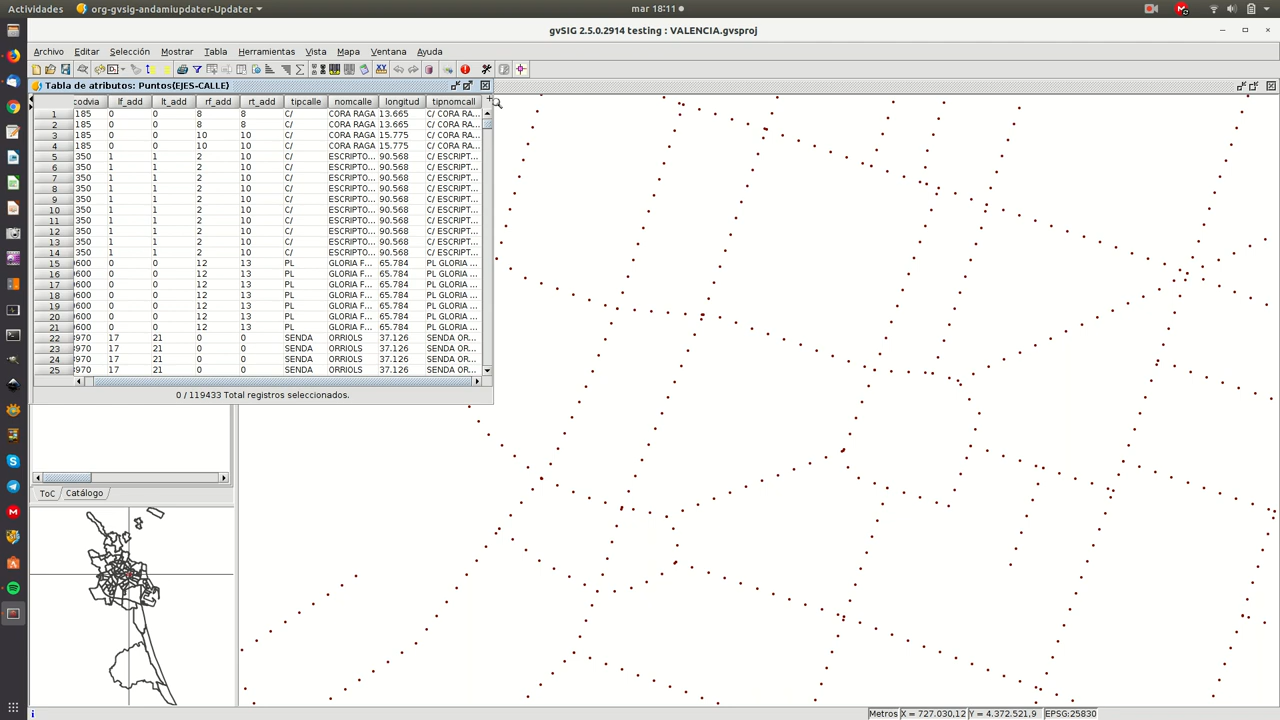 Actividades
org-gvsig-andamiupdater-Updater
mar 18:11
gvSIG 2.5.0.2914 testing : VALENCIA.gvsproj
Archivo Editar Selección Mostrar Tabla Herramientas Vista Mapa Ventana Ayuda
Tabla de atributos: Puntos(EJES-CALLE)
codvia lf_add lt_add rf_add rt_add tipcalle nomcalle longitud tipnomcall
1 185 0 0 8 8 C/ CORA RAGA 13.665 C/ CORA RA...
2 185 0 0 8 8 C/ CORA RAGA 13.665 C/ CORA RA...
3 185 0 0 10 10 C/ CORA RAGA 15.775 C/ CORA RA...
4 185 0 0 10 10 C/ CORA RAGA 15.775 C/ CORA RA...
5 350 1 1 2 10 C/ ESCRIPTO... 90.568 C/ ESCRIPT...
6 350 1 1 2 10 C/ ESCRIPTO... 90.568 C/ ESCRIPT...
7 350 1 1 2 10 C/ ESCRIPTO... 90.568 C/ ESCRIPT...
8 350 1 1 2 10 C/ ESCRIPTO... 90.568 C/ ESCRIPT...
9 350 1 1 2 10 C/ ESCRIPTO... 90.568 C/ ESCRIPT...
10 350 1 1 2 10 C/ ESCRIPTO... 90.568 C/ ESCRIPT...
11 350 1 1 2 10 C/ ESCRIPTO... 90.568 C/ ESCRIPT...
12 350 1 1 2 10 C/ ESCRIPTO... 90.568 C/ ESCRIPT...
13 350 1 1 2 10 C/ ESCRIPTO... 90.568 C/ ESCRIPT...
14 350 1 1 2 10 C/ ESCRIPTO... 90.568 C/ ESCRIPT...
15 0600 0 0 12 13 PL GLORIA F... 65.784 PL GLORIA ...
16 0600 0 0 12 13 PL GLORIA F... 65.784 PL GLORIA ...
17 0600 0 0 12 13 PL GLORIA F... 65.784 PL GLORIA ...
18 0600 0 0 12 13 PL GLORIA F... 65.784 PL GLORIA ...
19 0600 0 0 12 13 PL GLORIA F... 65.784 PL GLORIA ...
20 0600 0 0 12 13 PL GLORIA F... 65.784 PL GLORIA ...
21 0600 0 0 12 13 PL GLORIA F... 65.784 PL GLORIA ...
22 970 17 21 0 0 SENDA ORRIOLS 37.126 SENDA OR...
23 970 17 21 0 0 SENDA ORRIOLS 37.126 SENDA OR...
24 970 17 21 0 0 SENDA ORRIOLS 37.126 SENDA OR...
25 970 17 21 0 0 SENDA ORRIOLS 37.126 SENDA OR...
0 / 119433 Total registros seleccionados.
ToC Catálogo
Metros X = 727.030,12 Y = 4.372.521,9 EPSG:25830